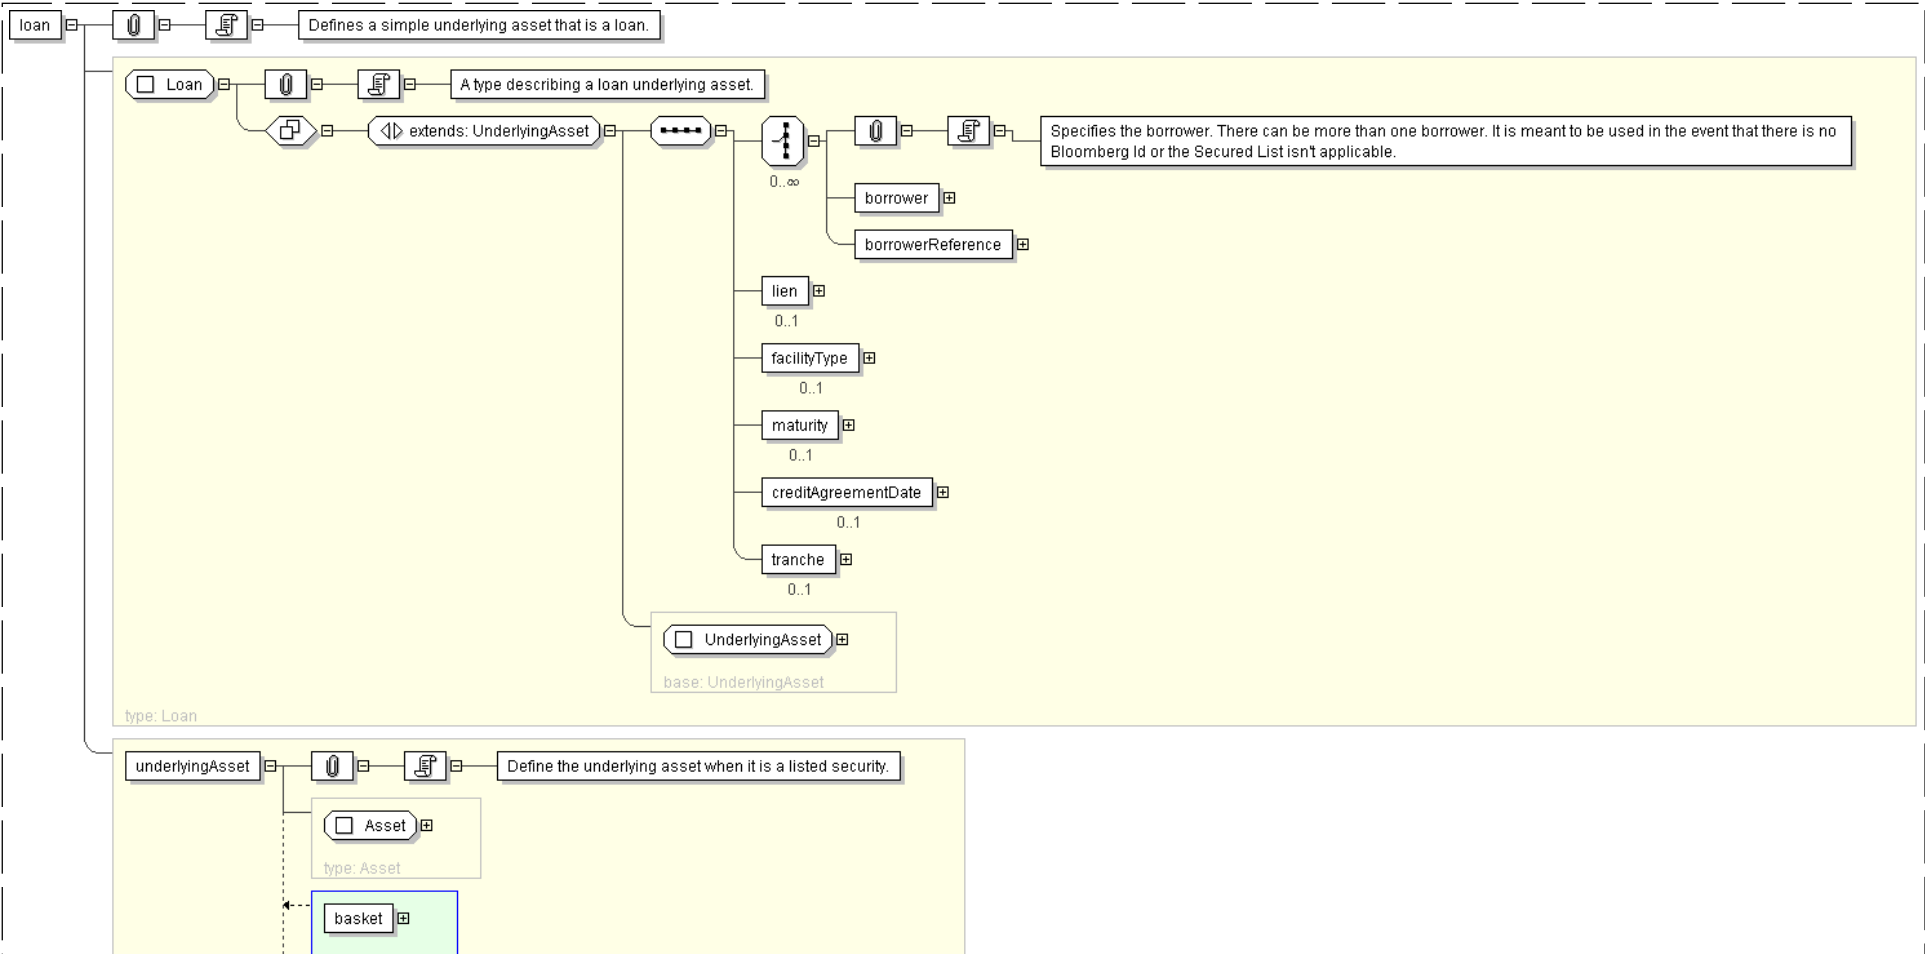 loan
Defines a simple underlying asset that is a loan.
Loan
A type describing a loan underlying asset.
extends: UnderlyingAsset
0..∞
Specifies the borrower. There can be more than one borrower. It is meant to be used in the event that there is no
Bloomberg Id or the Secured List isn't applicable.
borrower
borrowerReference
lien
0..1
facilityType
0..1
maturity
0..1
creditAgreementDate
0..1
tranche
0..1
UnderlyingAsset
base: UnderlyingAsset
type: Loan
underlyingAsset
Define the underlying asset when it is a listed security.
Asset
type: Asset
basket